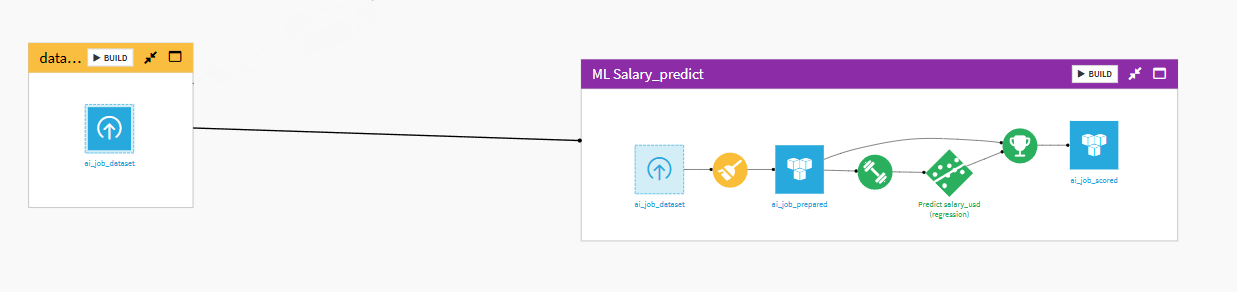 data...
BUILD
ai_job_dataset
ML Salary_predict
BUILD
ai_job_dataset
ai_job_prepared
Predict salary_usd
(regression)
ai_job_scored